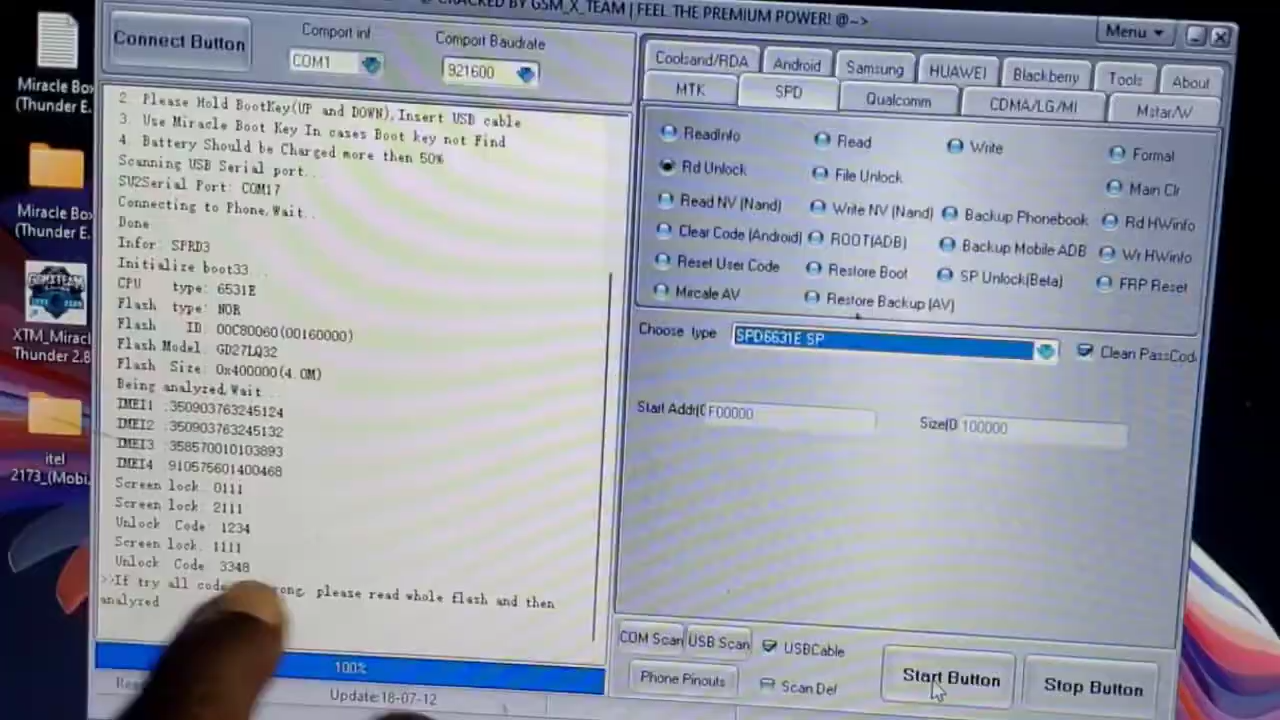 CRACKED BY GSM_X_TEAM | FEEL THE PREMIUM POWER! @-->
Menu
Connect Button
Comport inf
Comport Baudrate
COM1
921600
2. Please Hold BootKey(UP and DOWN),Insert USB cable
3. Use Miracle Boot Key In cases Boot key not Find
4. Battery Should be Charged more then 50%
Scanning USB Serial port...
SU2Serial Port: COM17
Connecting to Phone,Wait..
Done
Infor: SPRD3
Initialize boot33...
CPU type: 6531E
Flash type: NOR
Flash ID: 00C80060(00160000)
Flash Model: GD27LQ32
Flash Size: 0x400000(4.0M)
Being analyzed,Wait...
IMEI1 :350903763245124
IMEI2 :350903763245132
IMEI3 :358570010103893
IMEI4 :910575601400468
Screen lock: 0111
Screen lock: 2111
Unlock Code: 1234
Screen lock: 1111
Unlock Code: 3348
>>If try all please read whole flash and then
analyred
100%
Update:18-07-12
Coolsand/RDA
Android
Samsung
HUAWEI
Blackberry
Tools
About
MTK
SPD
Qualcomm
CDMA/LG/MI
Mstar/W
ReadInfo
Read
Write
Format
Rd Unlock
File Unlock
Main Clr
Read NV (Nand)
Write NV (Nand)
Backup Phonebook
Rd HWinfo
Clear Code (Android)
ROOT(ADB)
Backup Mobile ADB
Wr HWinfo
Reset User Code
Restore Boot
SP Unlock(Beta)
FRP Reset
Mircale AV
Restore Backup (AV)
Choose type
SPD6531E SP
Clean PassCod
Start Addr(
F00000
Size(
100000
COM Scan
USB Scan
USBCable
Phone Pinouts
Scan Def
Start Button
Stop Button
Miracle Box
(Thunder E.
Miracle Box
(Thunder E.
XTM_Miracl
Thunder 2.8
itel
2173_(Mobi.